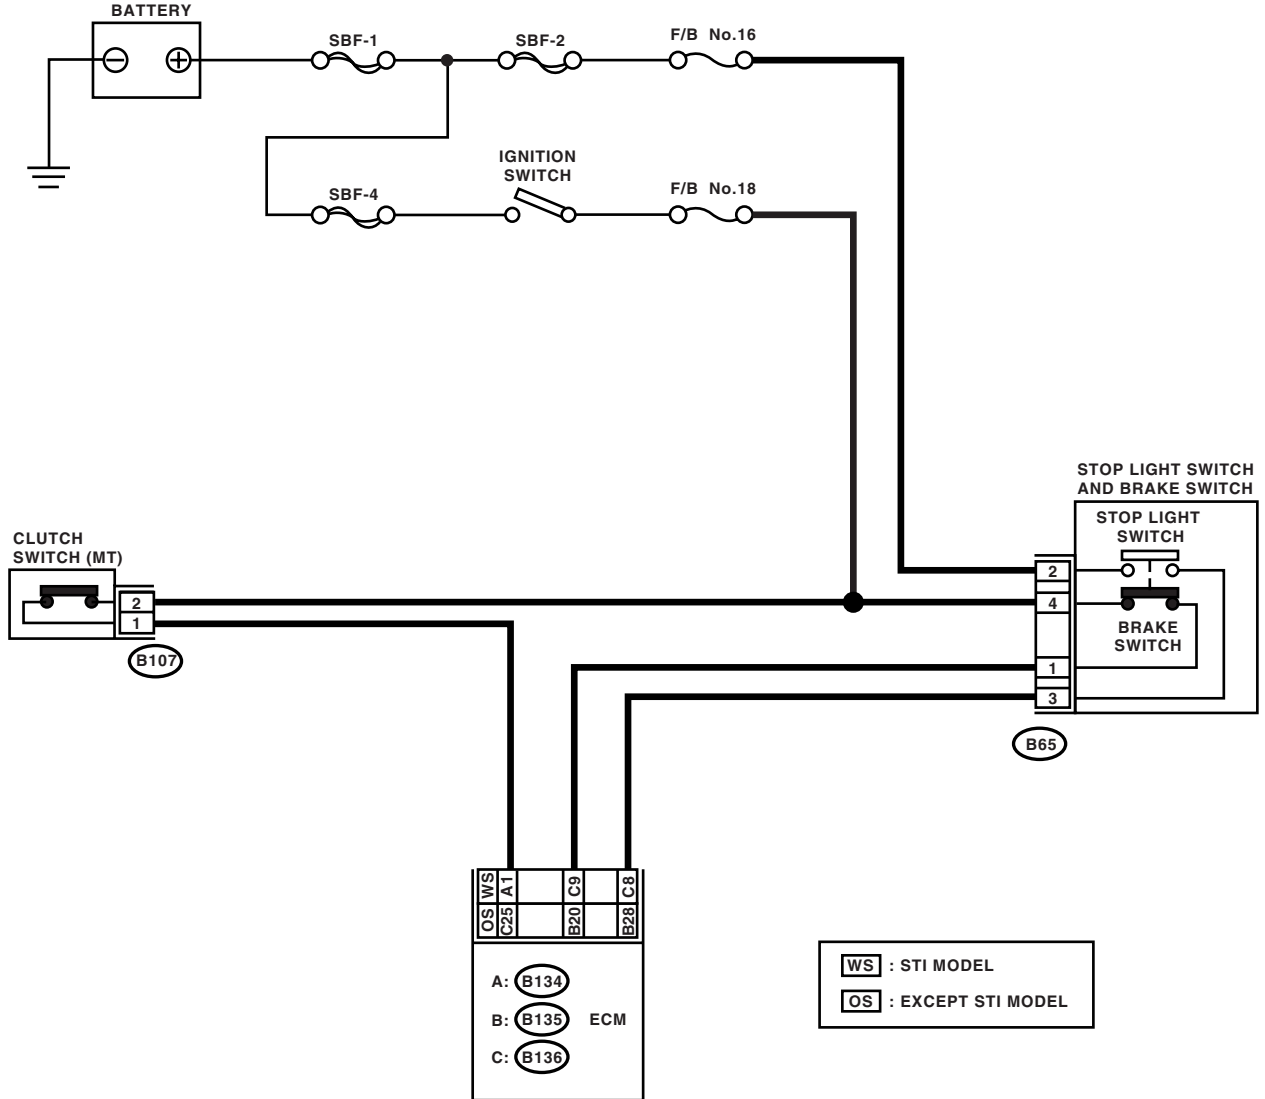 BATTERY
SBF-1
SBF-2
F/B No.16
IGNITION
SWITCH
SBF-4
F/B No.18
STOP LIGHT SWITCH
AND BRAKE SWITCH
STOP LIGHT
SWITCH
CLUTCH
SWITCH (MT)
2
4
BRAKE
SWITCH
1
3
B65
2
1
B107
WS A1 C9 C8
OS C25 B20 B28
A: B134
B: B135 ECM
C: B136
WS : STI MODEL
OS : EXCEPT STI MODEL